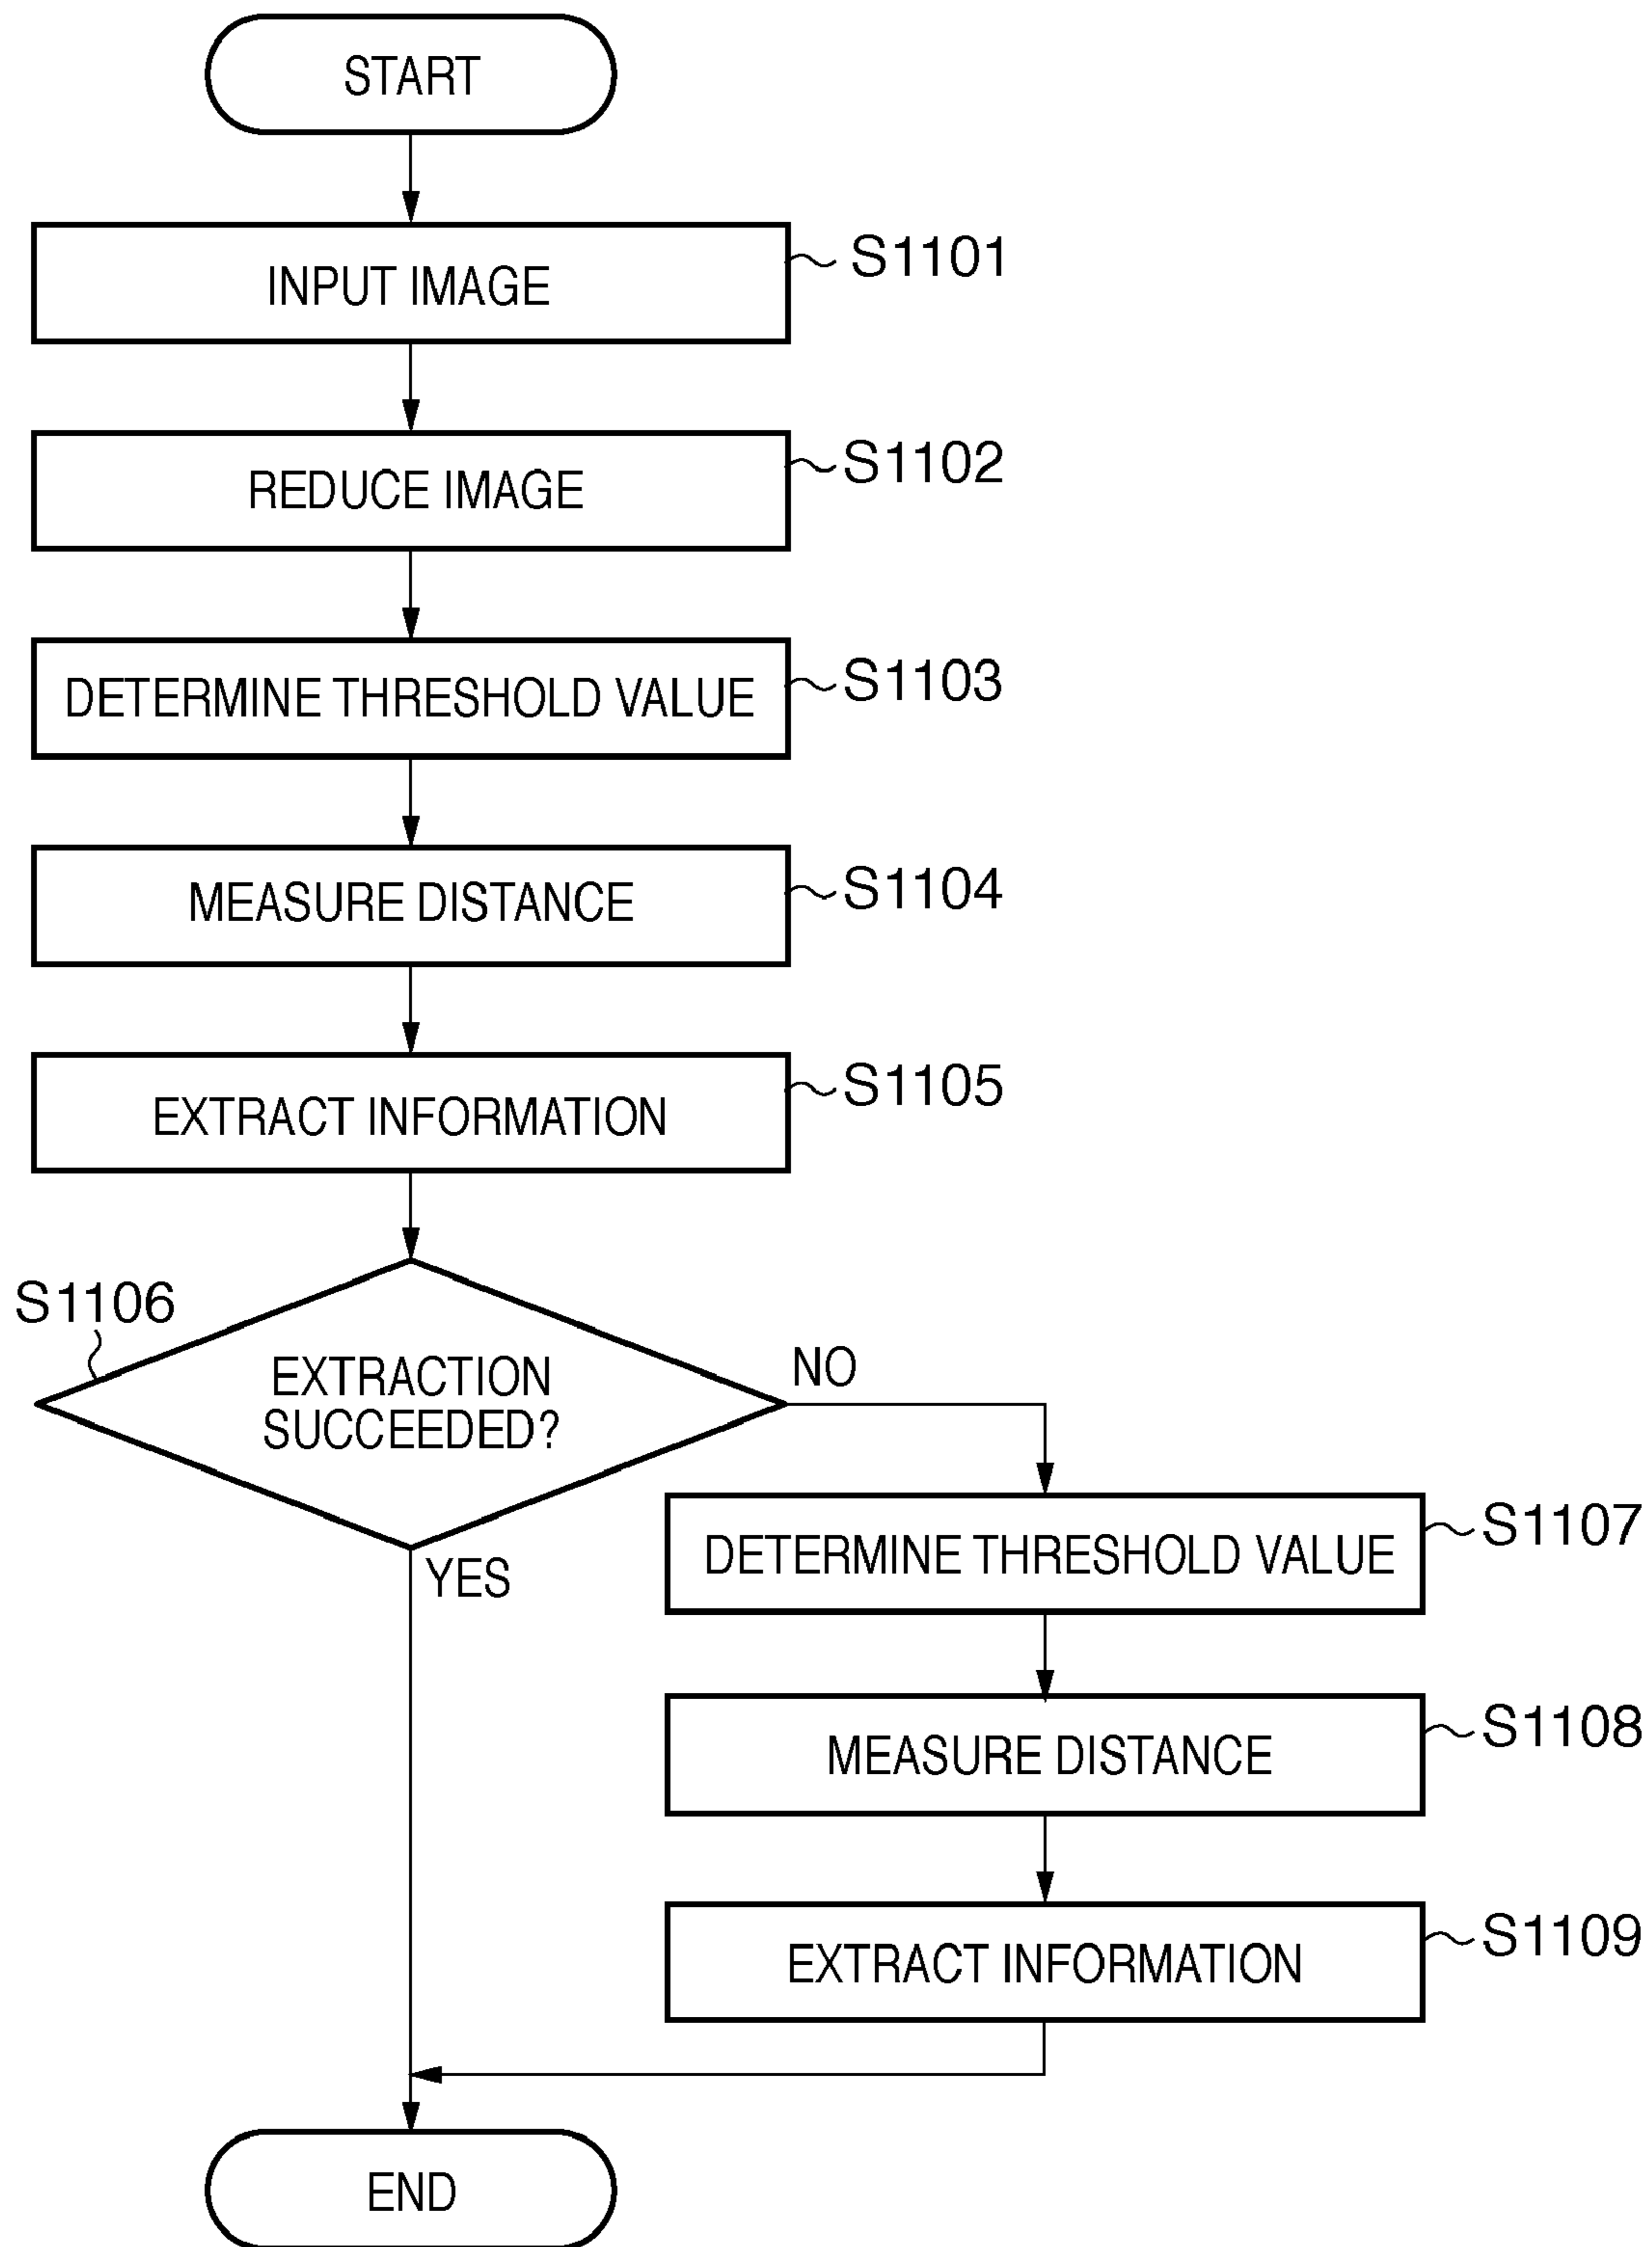 START
INPUT IMAGE
S1101
REDUCE IMAGE
S1102
DETERMINE THRESHOLD VALUE
S1103
MEASURE DISTANCE
S1104
EXTRACT INFORMATION
S1105
S1106
EXTRACTION
SUCCEEDED?
NO
YES
DETERMINE THRESHOLD VALUE
S1107
MEASURE DISTANCE
S1108
EXTRACT INFORMATION
S1109
END